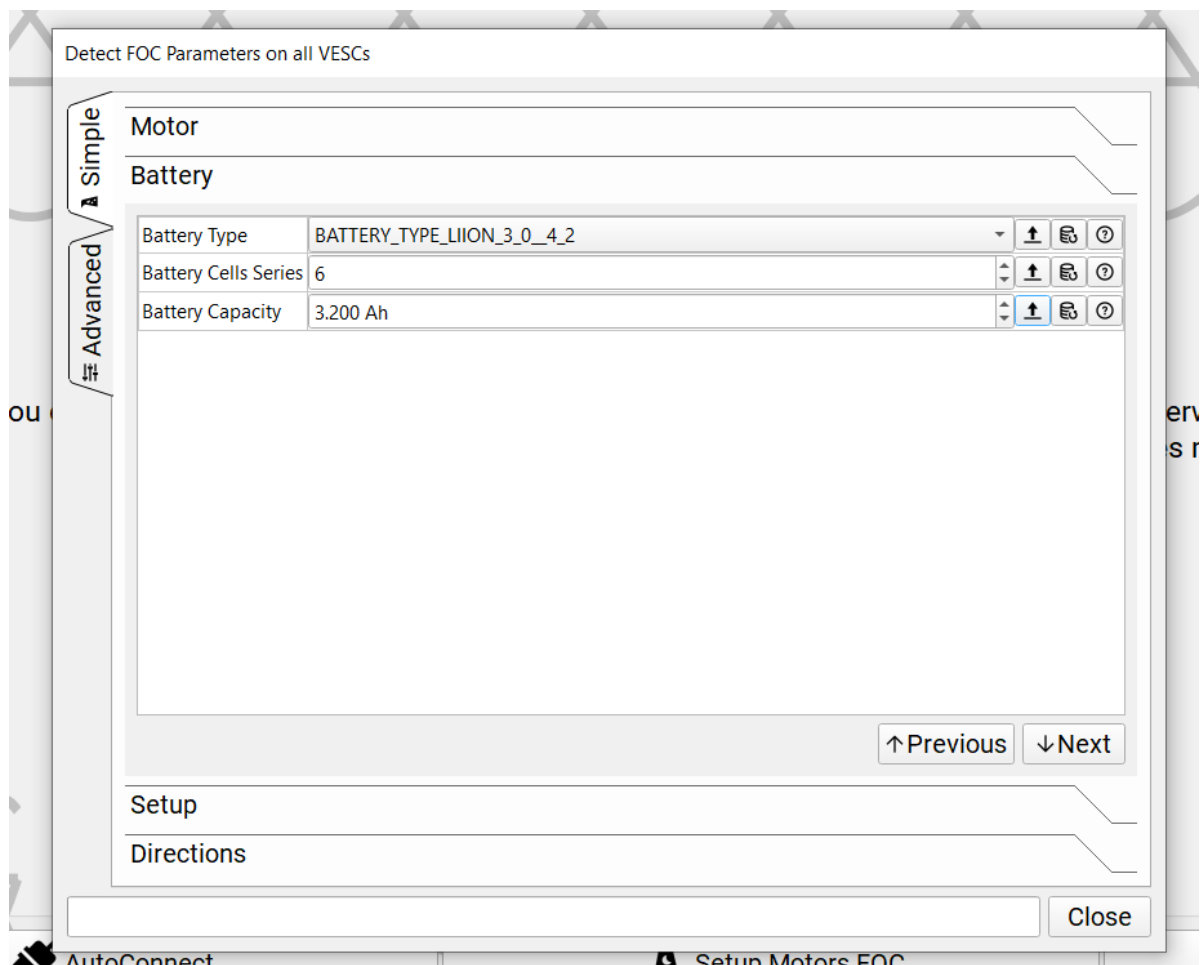 Detect FOC Parameters on all VESCs
Simple
Advanced
Motor
Battery
Battery Type BATTERY_TYPE_LIION_3_0__4_2
Battery Cells Series 6
Battery Capacity 3.200 Ah
Previous Next
Setup
Directions
Close
ou
AutoConnect Setup Motors FOC